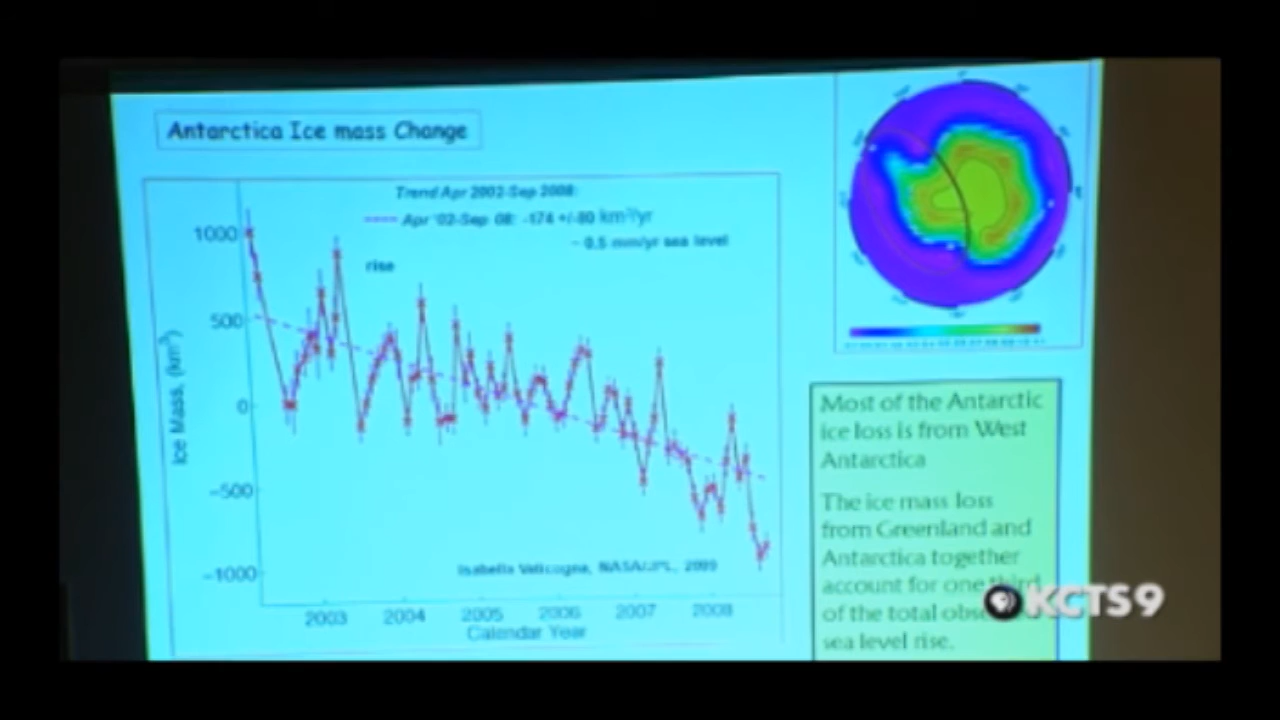 Antarctica Ice mass Change
Trend Apr 2002-Sep 2008:
Apr '02-Sep 08: -174 +/-80 km³/yr
~ 0.5 mm/yr sea level
rise
1000
500
0
-500
-1000
Ice Mass, (km³)
Isabella Velicogna, NASA/JPL, 2009
2003 2004 2005 2006 2007 2008
Calendar Year
Most of the Antarctic
ice loss is from West
Antarctica
The ice mass loss
from Greenland and
Antarctica together
account for one third
of the total
sea level rise.
KCTS9